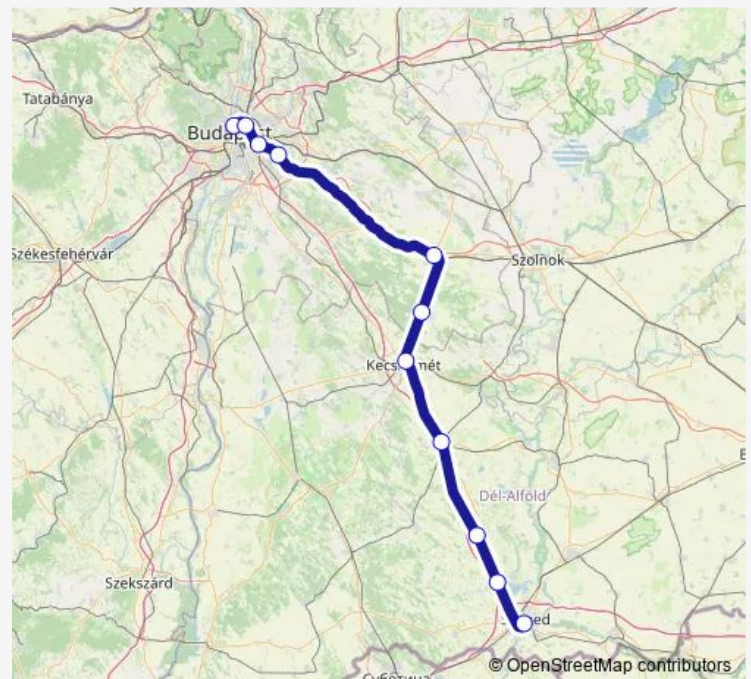 Tatabánya
Budapest
Székesfehérvár
Szolnok
Kecskemét
Dél-Alföld
Szekszárd
© OpenStreetMap contributors